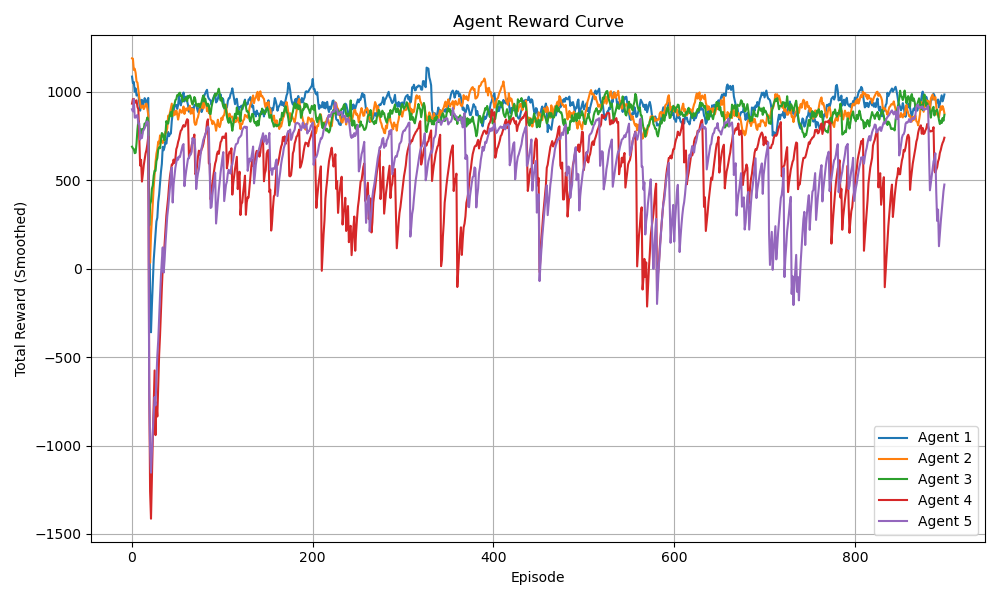 Agent Reward Curve
Total Reward (Smoothed)
1000
500
0
−500
−1000
−1500
0 200 400 600 800
Episode
Agent 1
Agent 2
Agent 3
Agent 4
Agent 5